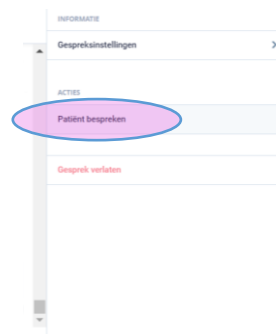 INFORMATIE
Gespreksinstellingen
ACTIES
Patiënt bespreken
Gesprek verlaten